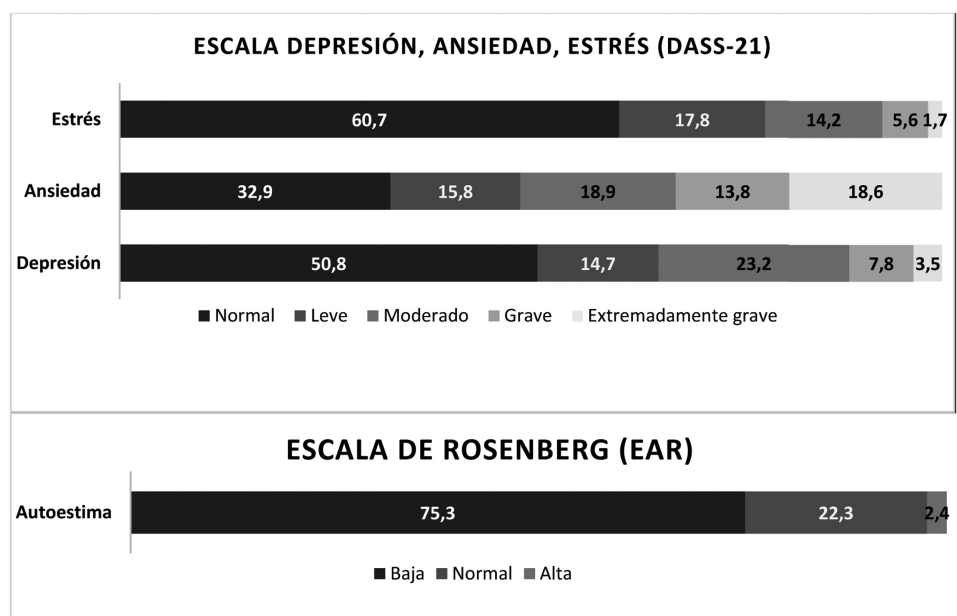 ESCALA DEPRESIÓN, ANSIEDAD, ESTRÉS (DASS-21)
Estrés 60,7 17,8 14,2 5,6 1,7
Ansiedad 32,9 15,8 18,9 13,8 18,6
Depresión 50,8 14,7 23,2 7,8 3,5
Normal Leve Moderado Grave Extremadamente grave
ESCALA DE ROSENBERG (EAR)
Autoestima 75,3 22,3 2,4
Baja Normal Alta